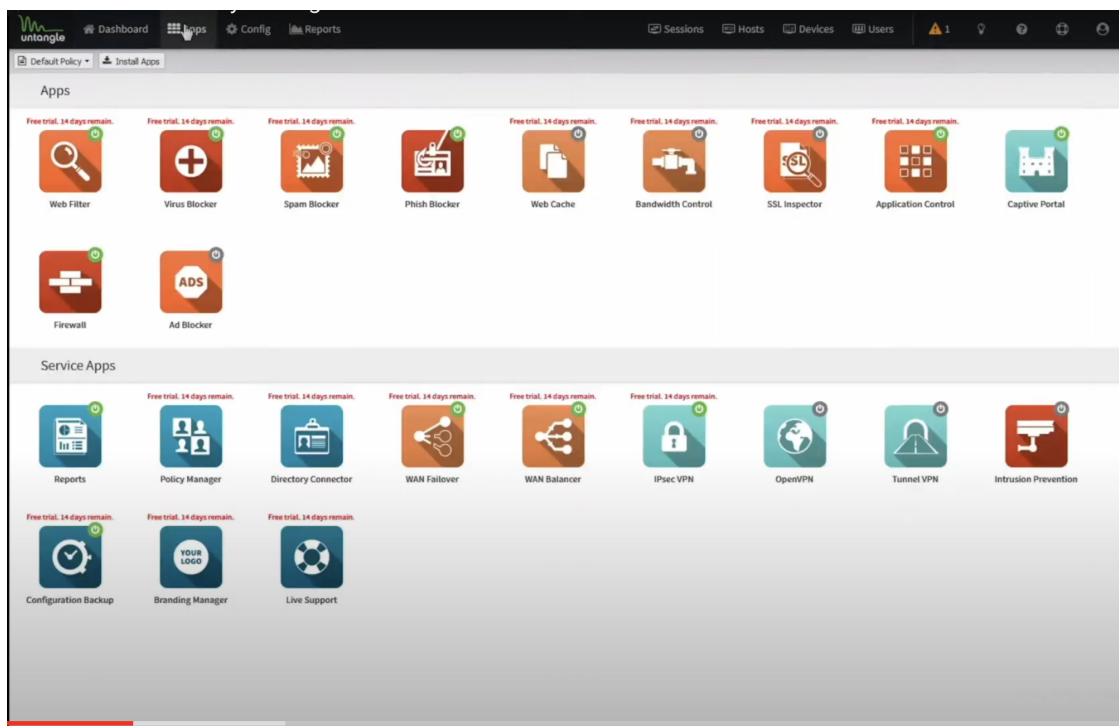 untangle Dashboard Apps Config Reports Sessions Hosts Devices Users 1
Default Policy Install Apps
Apps
Free trial. 14 days remain. Free trial. 14 days remain. Free trial. 14 days remain. Free trial. 14 days remain. Free trial. 14 days remain. Free trial. 14 days remain. Free trial. 14 days remain.
SSL
Web Filter Virus Blocker Spam Blocker Phish Blocker Web Cache Bandwidth Control SSL Inspector Application Control Captive Portal
ADS
Firewall Ad Blocker
Service Apps
Free trial. 14 days remain. Free trial. 14 days remain. Free trial. 14 days remain. Free trial. 14 days remain. Free trial. 14 days remain.
Reports Policy Manager Directory Connector WAN Failover WAN Balancer IPsec VPN OpenVPN Tunnel VPN Intrusion Prevention
Free trial. 14 days remain. Free trial. 14 days remain. Free trial. 14 days remain.
YOUR
LOGO
Configuration Backup Branding Manager Live Support